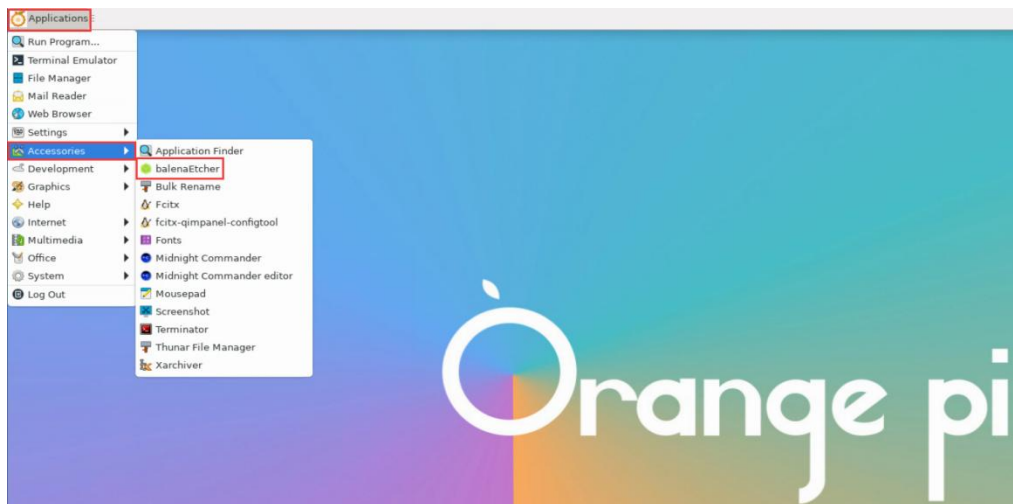 Applications
Run Program...
Terminal Emulator
File Manager
Mail Reader
Web Browser
Settings
Accessories
Development
Graphics
Help
Internet
Multimedia
Office
System
Log Out
Application Finder
balenaEtcher
Bulk Rename
Fcitx
fcitx-qimpanel-configtool
Fonts
Midnight Commander
Midnight Commander editor
Mousepad
Screenshot
Terminator
Thunar File Manager
Xarchiver
Orange pi